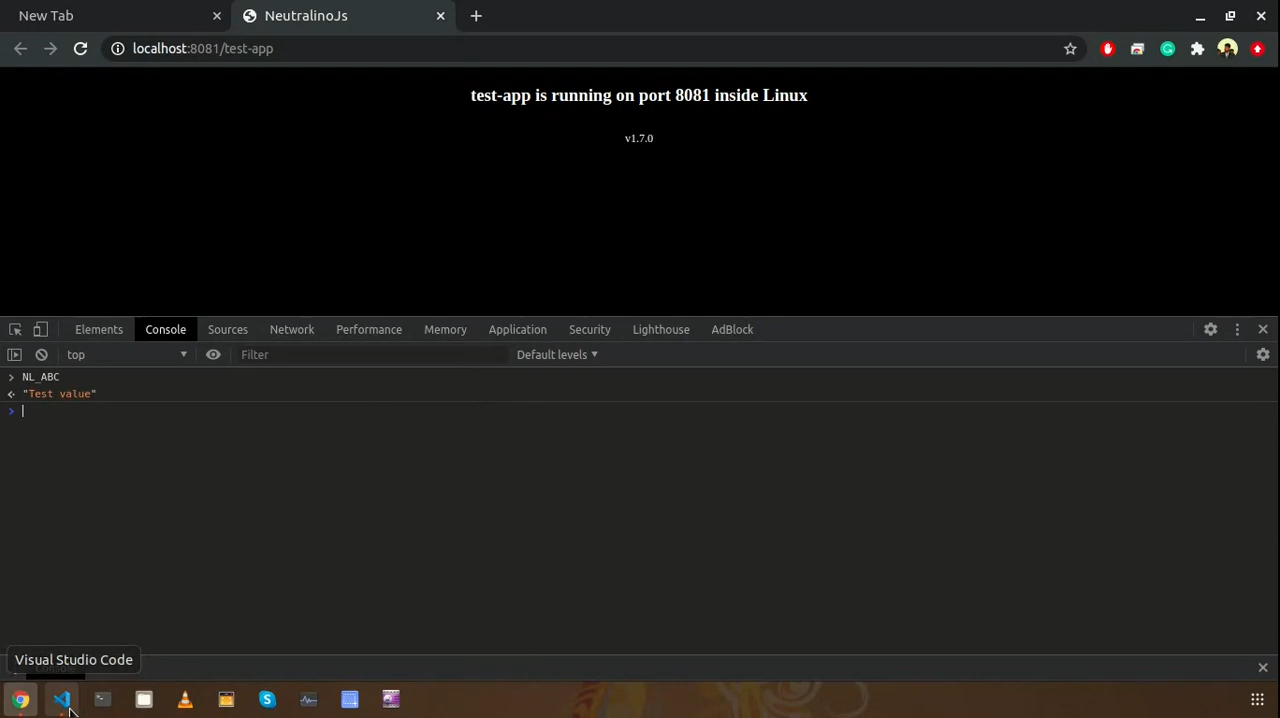 New Tab
NeutralinoJs
localhost:8081/test-app
test-app is running on port 8081 inside Linux
v1.7.0
Elements
Console
Sources
Network
Performance
Memory
Application
Security
Lighthouse
AdBlock
top
Filter
Default levels
NL_ABC
"Test value"
Visual Studio Code